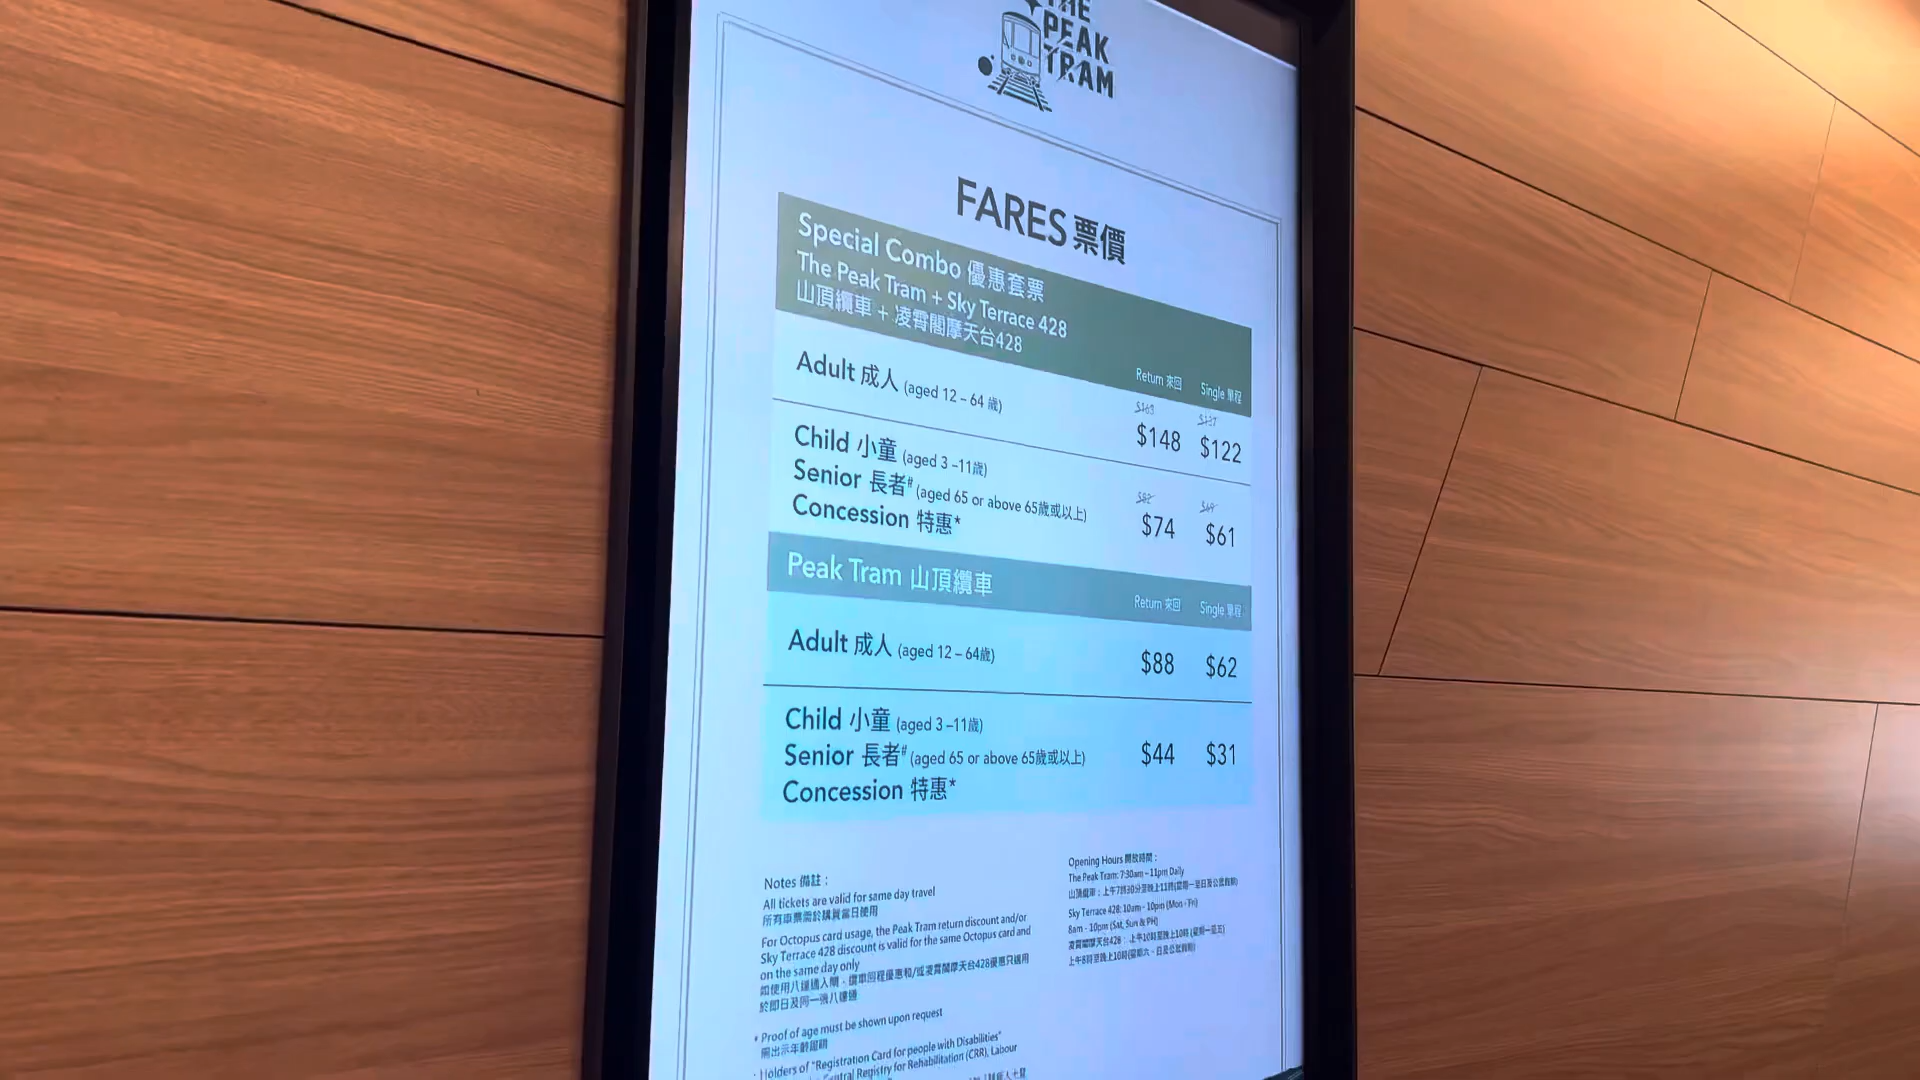 THE
PEAK
TRAM
FARES 票價
Special Combo 優惠套票
The Peak Tram + Sky Terrace 428
山頂纜車 + 凌霄閣摩天台428
Return 來回 Single 單程
Adult 成人 (aged 12 – 64 歲)
$148 $122
Child 小童 (aged 3 –11歲)
Senior 長者# (aged 65 or above 65歲或以上)
Concession 特惠*
$82
$74 $61
Peak Tram 山頂纜車
Return 來回 Single 單程
Adult 成人 (aged 12 – 64歲)
$88 $62
Child 小童 (aged 3 –11歲)
Senior 長者# (aged 65 or above 65歲或以上)
Concession 特惠*
$44 $31
Notes 備註 :
All tickets are valid for same day travel
所有車票需於購買當日使用
For Octopus card usage, the Peak Tram return discount and/or
Sky Terrace 428 discount is valid for the same Octopus card and
on the same day only
如使用八達通入閘，纜車回程優惠和/或凌霄閣摩天台428優惠只適用
於即日及同一張八達通
* Proof of age must be shown upon request
需出示年齡證明
Holders of "Registration Card for people with Disabilities"
Central Registry for Rehabilitation (CRR), Labour
Opening Hours 開放時間 :
The Peak Tram: 7:30am – 11pm Daily
山頂纜車 : 上午7時30分至晚上11時(星期一至日及公眾假期)
Sky Terrace 428: 10am - 10pm (Mon - Fri)
8am - 10pm (Sat, Sun & PH)
凌霄閣摩天台428 : 上午10時至晚上10時 (星期一至五)
上午8時至晚上10時(星期六、日及公眾假期)